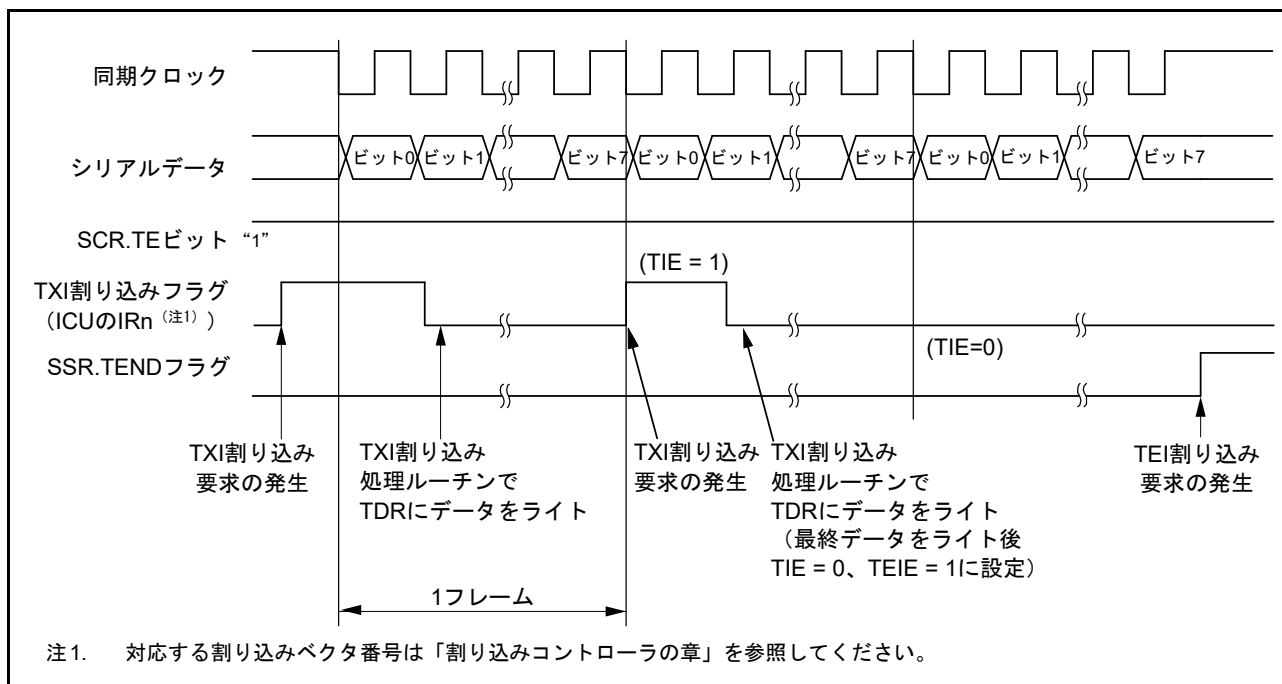 同期クロック
シリアルデータ
ビット0 ビット1 ビット7 ビット0 ビット1 ビット7 ビット0 ビット1 ビット7
SCR.TEビット “1”
(TIE = 1)
TXI割り込みフラグ
（ICUのIRn（注1））
(TIE=0)
SSR.TENDフラグ
TXI割り込み
要求の発生
TXI割り込み
処理ルーチンで
TDRにデータをライト
TXI割り込み
要求の発生
TXI割り込み
処理ルーチンで
TDRにデータをライト
（最終データをライト後
TIE = 0、TEIE = 1に設定）
TEI割り込み
要求の発生
1フレーム
注1. 対応する割り込みベクタ番号は「割り込みコントローラの章」を参照してください。